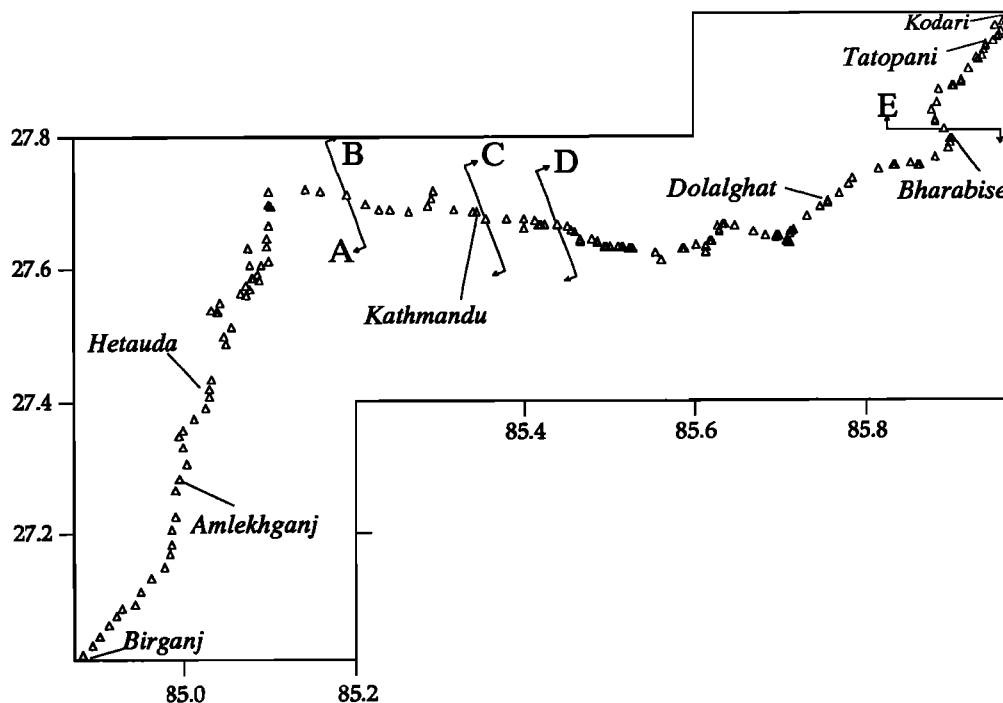 Kodari
Tatopani
E
27.8
B
C
D
Dolalghat
Bharabise
A
27.6
Kathmandu
Hetauda
27.4
85.4
85.6
85.8
Amlekhganj
27.2
Birganj
85.0
85.2